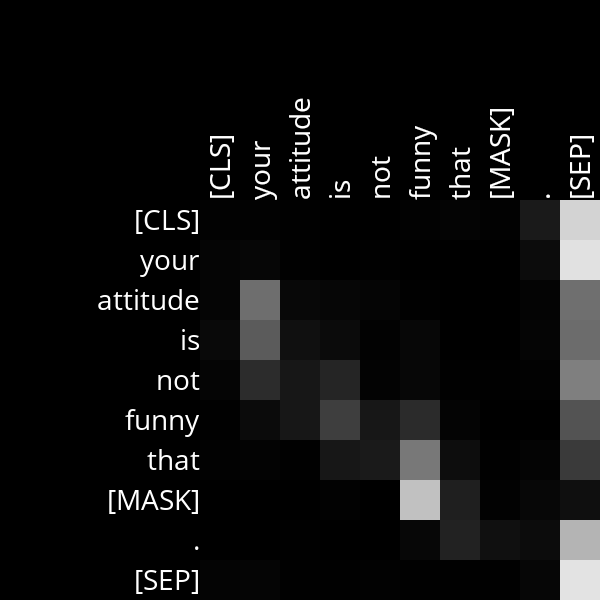 [CLS] your attitude is not funny that [MASK] . [SEP]
[CLS]
your
attitude
is
not
funny
that
[MASK]
.
[SEP]